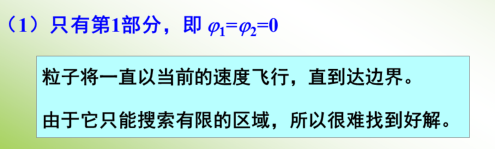 （1）只有第1部分，即 φ₁=φ₂=0
粒子将一直以当前的速度飞行，直到达边界。
由于它只能搜索有限的区域，所以很难找到好解。